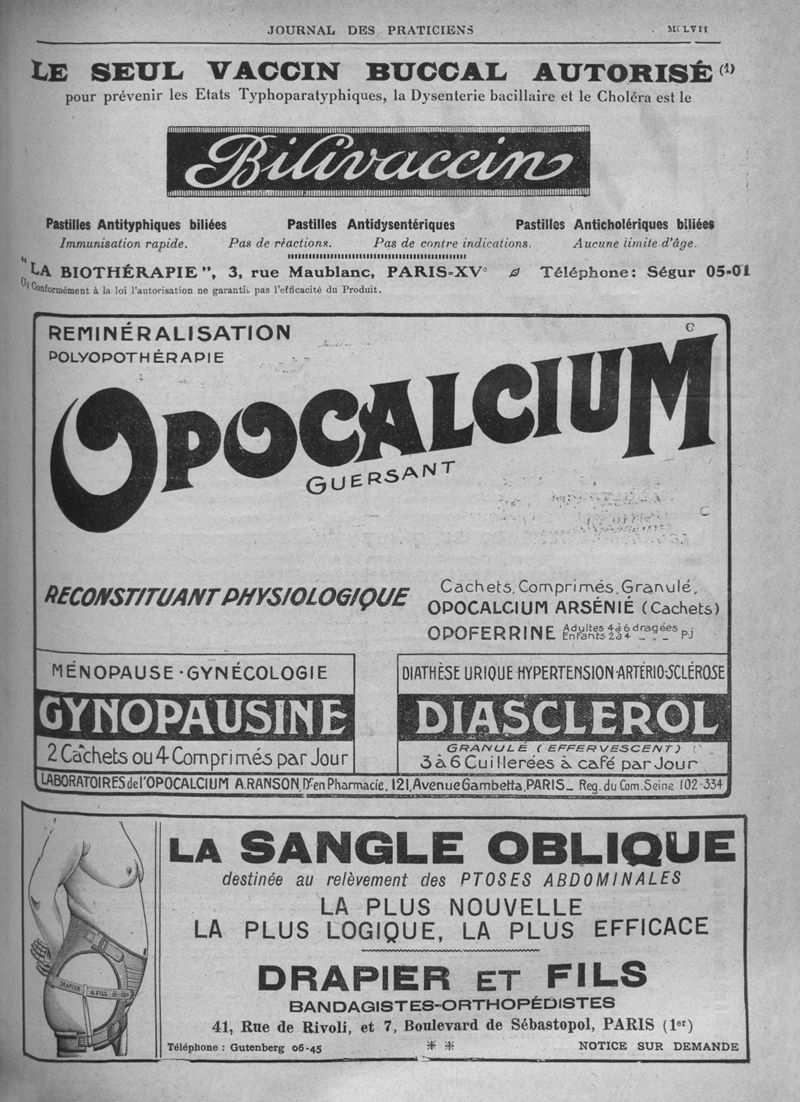 JOURNAL DES PRATICIENS MCLVII
LE SEUL VACCIN BUCCAL AUTORISÉ (1)
pour prévenir les Etats Typhoparatyphiques, la Dysenterie bacillaire et le Choléra est le
Bilivaccin
Pastilles Antityphiques biliées Pastilles Antidysentériques Pastilles Anticholériques biliées
Immunisation rapide. Pas de réactions. Pas de contre indications. Aucune limite d'âge.
"LA BIOTHÉRAPIE", 3, rue Maublanc, PARIS-XVe Téléphone: Ségur 05-01
(1) Conformément à la loi l'autorisation ne garantit pas l'efficacité du Produit.
REMINÉRALISATION
POLYOPOTHÉRAPIE
OPOCALCIUM
GUERSANT
RECONSTITUANT PHYSIOLOGIQUE
Cachets, Comprimés, Granulé,
OPOCALCIUM ARSÉNIÉ (Cachets)
OPOFERRINE Adultes 4 à 6 dragées
Enfants 2 à 4 _ _ _ pj
MÉNOPAUSE · GYNÉCOLOGIE
GYNOPAUSINE
2 Cachets ou 4 Comprimés par Jour
DIATHÈSE URIQUE·HYPERTENSION·ARTÉRIO-SCLÉROSE
DIASCLEROL
GRANULÉ (EFFERVESCENT)
3 à 6 Cuillerées à café par Jour
LABORATOIRES de l'OPOCALCIUM A. RANSON, Dr en Pharmacie, 121, Avenue Gambetta, PARIS_ Reg. du Com. Seine 102-334
LA SANGLE OBLIQUE
destinée au relèvement des PTOSES ABDOMINALES
LA PLUS NOUVELLE
LA PLUS LOGIQUE, LA PLUS EFFICACE
DRAPIER & FILS
DRAPIER ET FILS
BANDAGISTES-ORTHOPÉDISTES
41, Rue de Rivoli, et 7, Boulevard de Sébastopol, PARIS (1er)
Téléphone : Gutenberg 06-45 * * NOTICE SUR DEMANDE